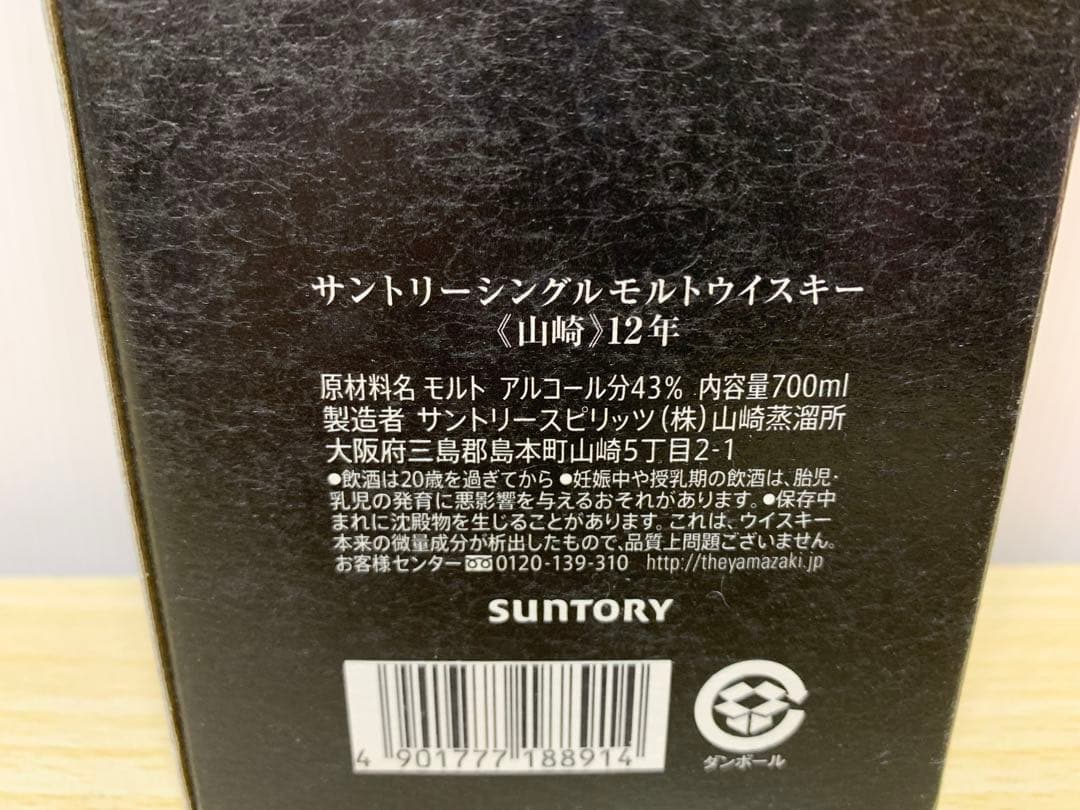 サントリーシングルモルトウイスキー
《山崎》12年
原材料名 モルト アルコール分43% 内容量700ml
製造者 サントリースピリッツ(株)山崎蒸溜所
大阪府三島郡島本町山崎5丁目2-1
●飲酒は20歳を過ぎてから ●妊娠中や授乳期の飲酒は、胎児・
乳児の発育に悪影響を与えるおそれがあります。●保存中
まれに沈殿物を生じることがあります。これは、ウイスキー
本来の微量成分が析出したもので、品質上問題ございません。
お客様センター 0120-139-310 http://theyamazaki.jp
SUNTORY
4 901777 188914
ダンボール